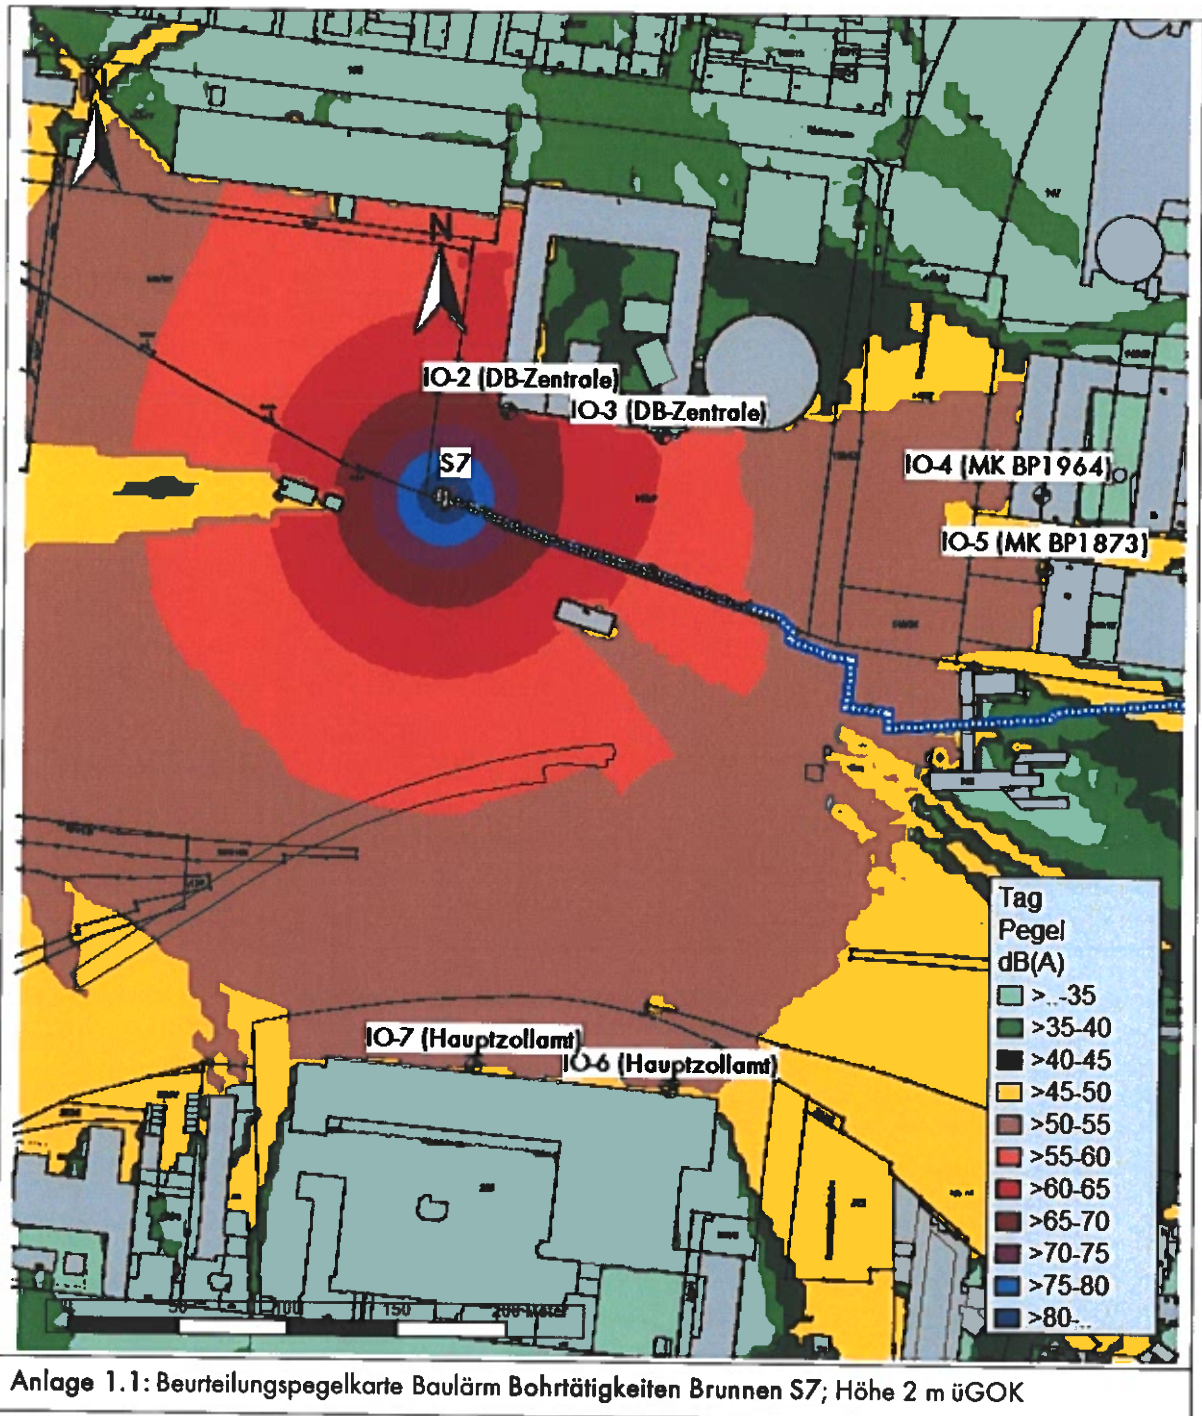 N
IO-2 (DB-Zentrale)
IO-3 (DB-Zentrale)
S7
IO-4 (MK BP1964)
IO-5 (MK BP1873)
Tag
Pegel
dB(A)
>..-35
>35-40
>40-45
>45-50
>50-55
>55-60
>60-65
>65-70
>70-75
>75-80
>80-..
IO-7 (Hauptzollamt)
IO-6 (Hauptzollamt)
50 100 150 200 Meter
Anlage 1.1: Beurteilungspegelkarte Baulärm Bohrtätigkeiten Brunnen S7; Höhe 2 m üGOK